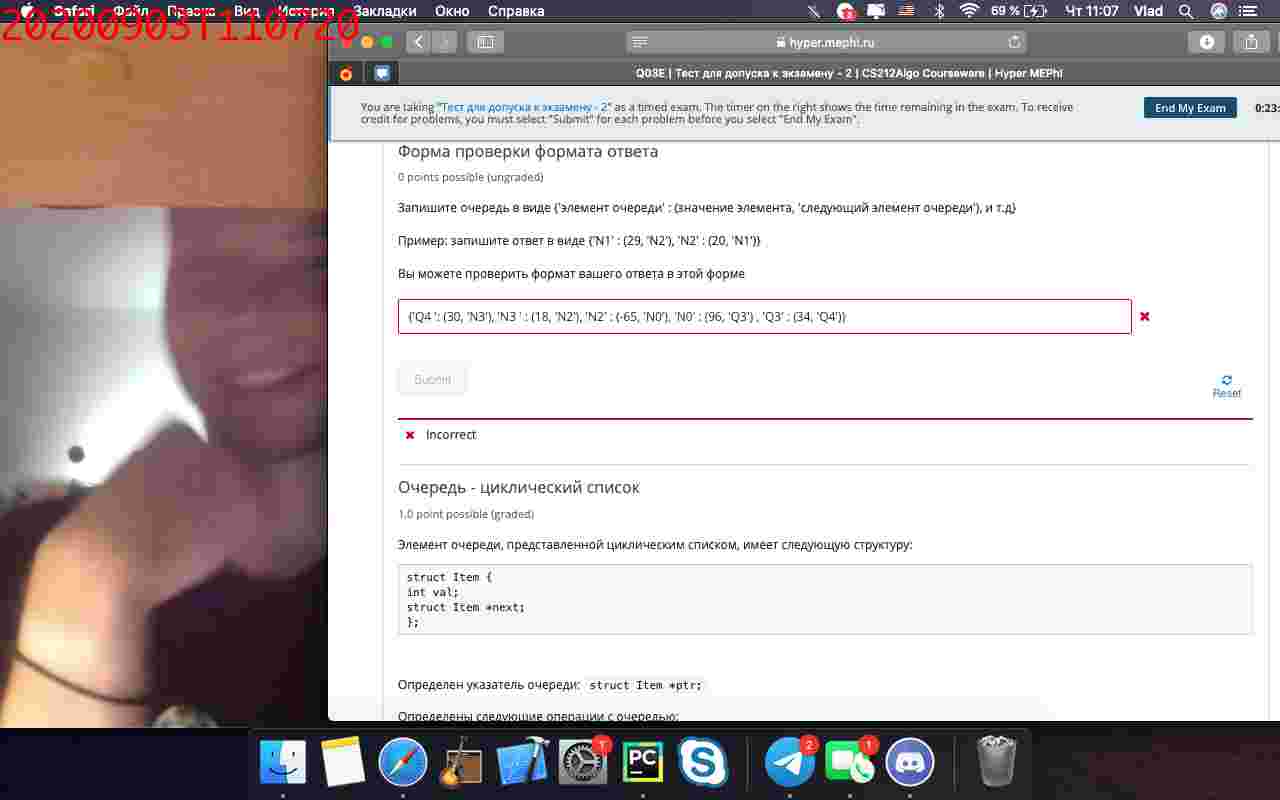 Safari Файл Правка Вид История Закладки Окно Справка 69 % Чт 11:07 Vlad
20200903T110720
hyper.mephi.ru
Q03E | Тест для допуска к экзамену - 2 | CS212Algo Courseware | Hyper MEPhI
You are taking "Тест для допуска к экзамену - 2" as a timed exam. The timer on the right shows the time remaining in the exam. To receive
credit for problems, you must select "Submit" for each problem before you select "End My Exam".
End My Exam
0:23:
Форма проверки формата ответа
0 points possible (ungraded)
Запишите очередь в виде {'элемент очереди' : (значение элемента, 'следующий элемент очереди'), и т.д}
Пример: запишите ответ в виде {'N1' : (29, 'N2'), 'N2' : (20, 'N1')}
Вы можете проверить формат вашего ответа в этой форме
{'Q4 ': (30, 'N3'), 'N3 ' : (18, 'N2'), 'N2' : (-65, 'N0'), 'N0' : (96, 'Q3') , 'Q3' : (34, 'Q4')}
Submit
Reset
Incorrect
Очередь - циклический список
1.0 point possible (graded)
Элемент очереди, представленной циклическим списком, имеет следующую структуру:
struct Item {
int val;
struct Item *next;
};
Определен указатель очереди: struct Item *ptr;
Определены следующие операции с очередью:
1
PC
2
1